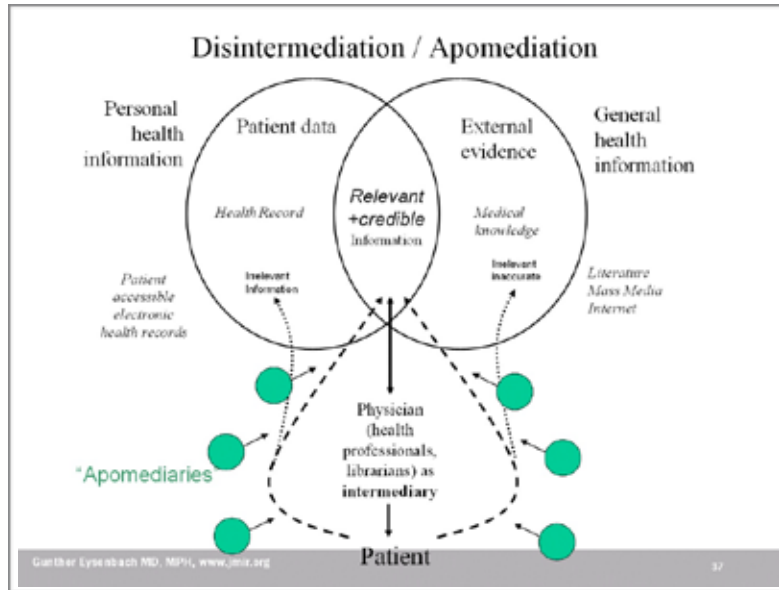 Disintermediation / Apomediation
Personal
health
information
Patient data
External
evidence
General
health
information
Health Record
Relevant
+credible
Information
Medical
knowledge
Irrelevant
Information
Irrelevant
inaccurate
Patient
accessible
electronic
health records
Literature
Mass Media
Internet
Physician
(health
professionals,
librarians) as
intermediary
"Apomediaries"
Patient
Gunther Eysenbach MD, MPH, www.jmir.org
37